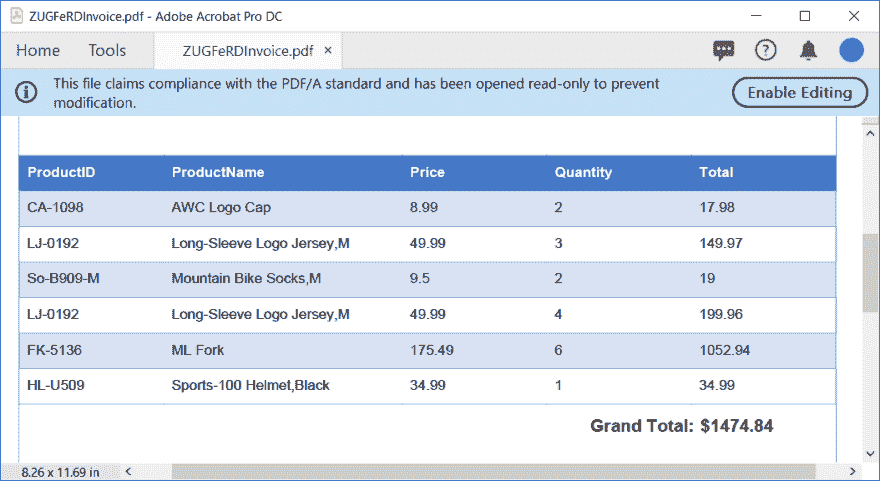 ZUGFeRDInvoice.pdf - Adobe Acrobat Pro DC
Home Tools ZUGFeRDInvoice.pdf ×
This file claims compliance with the PDF/A standard and has been opened read-only to prevent
modification.
Enable Editing
ProductID ProductName Price Quantity Total
CA-1098 AWC Logo Cap 8.99 2 17.98
LJ-0192 Long-Sleeve Logo Jersey,M 49.99 3 149.97
So-B909-M Mountain Bike Socks,M 9.5 2 19
LJ-0192 Long-Sleeve Logo Jersey,M 49.99 4 199.96
FK-5136 ML Fork 175.49 6 1052.94
HL-U509 Sports-100 Helmet,Black 34.99 1 34.99
Grand Total: $1474.84
8.26 x 11.69 in